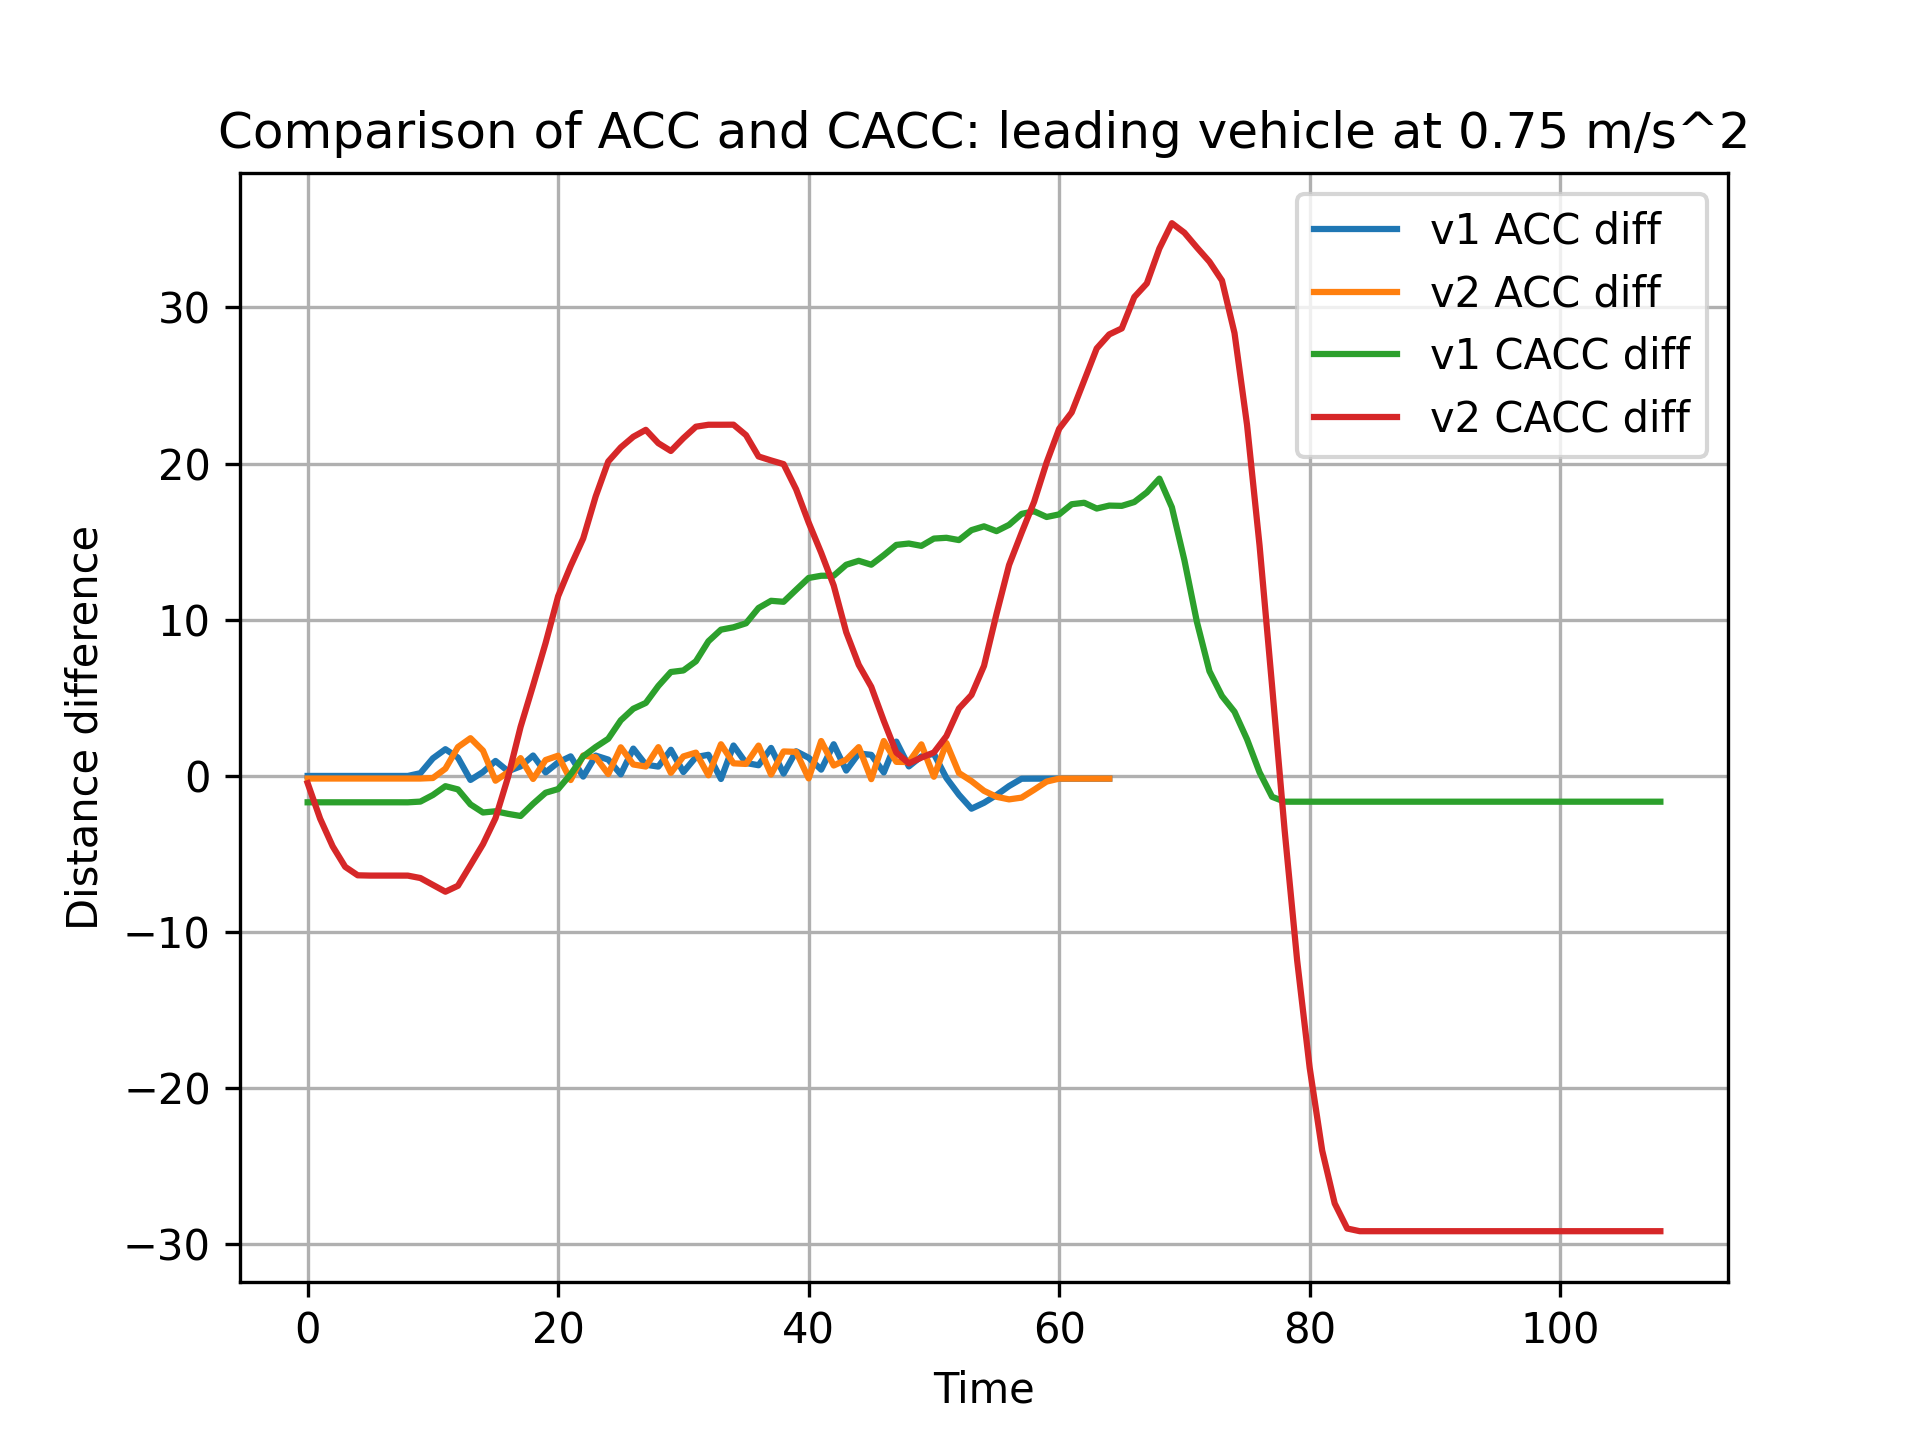 Comparison of ACC and CACC: leading vehicle at 0.75 m/s^2
v1 ACC diff
v2 ACC diff
v1 CACC diff
v2 CACC diff
Distance difference
30
20
10
0
−10
−20
−30
0 20 40 60 80 100
Time